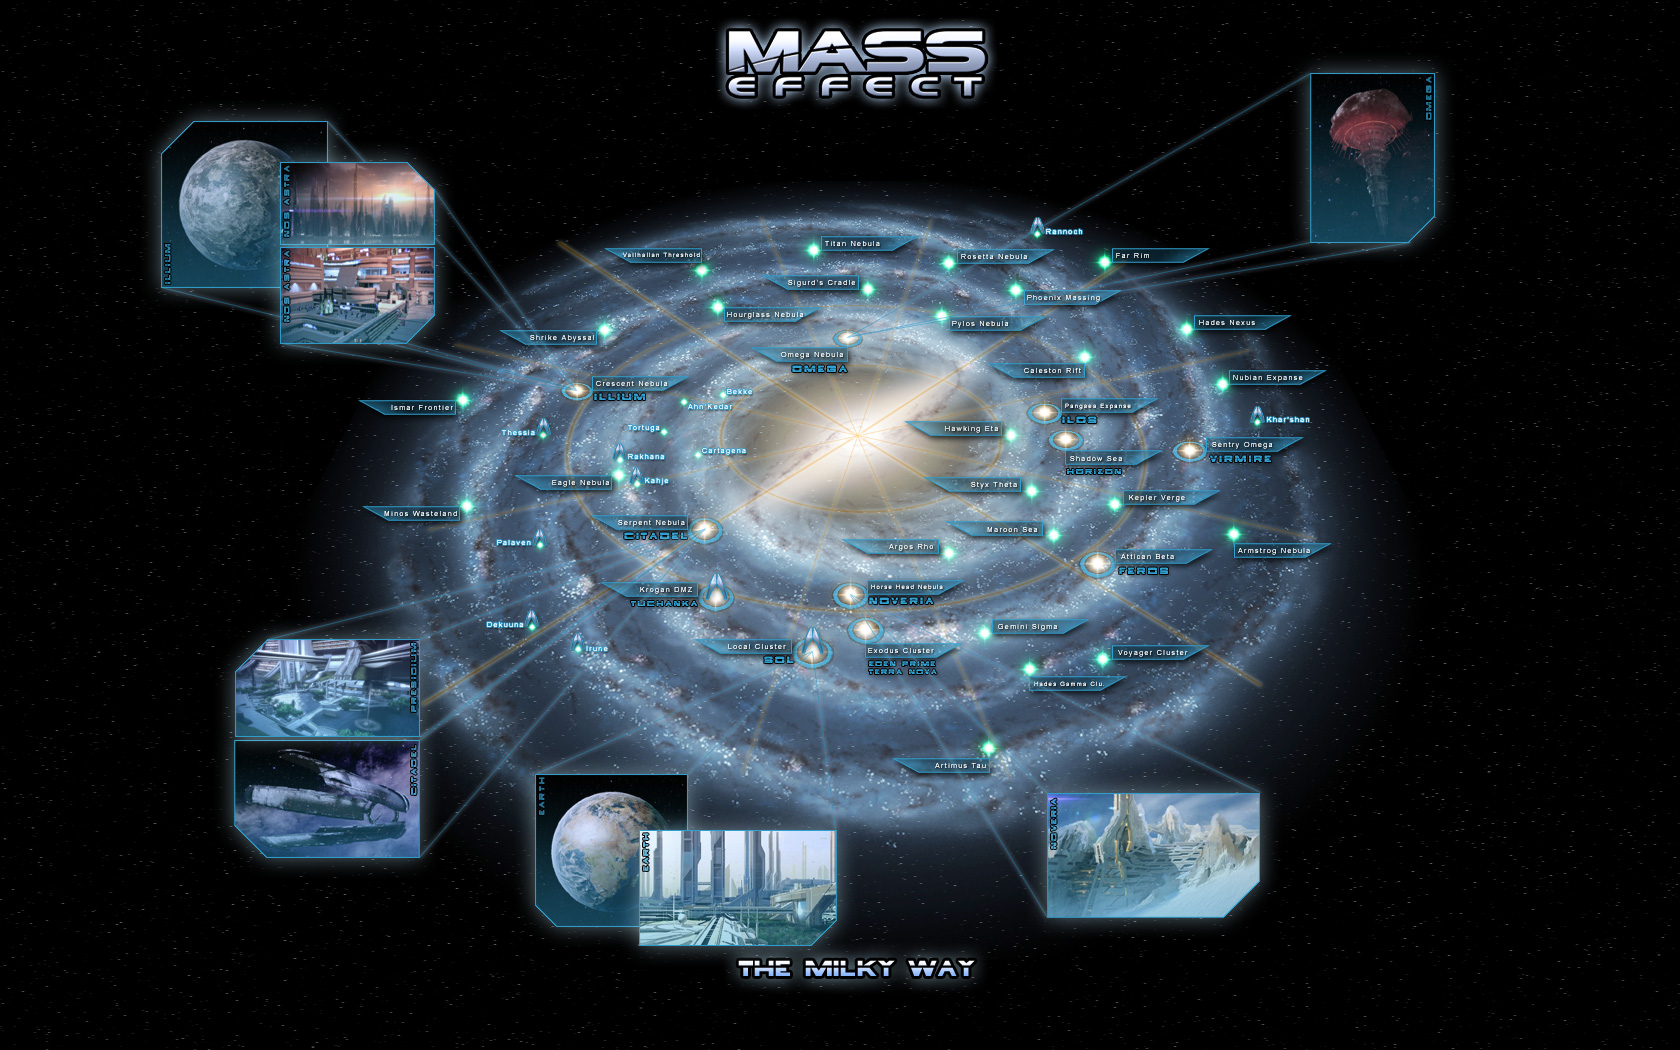 MASS
EFFECT
OMEGA
ILLIUM
NOS ASTRA
NOS ASTRA
Rannoch
Titan Nebula
Vallhallan Threshold
Rosetta Nebula
Far Rim
Sigurd's Cradle
Phoenix Massing
Hourglass Nebula
Pylos Nebula
Hades Nexus
Shrike Abyssal
Omega Nebula
OMEGA
Caleston Rift
Nubian Expanse
Crescent Nebula
ILLIUM
Bekke
Ahn'Kedar
Ismar Frontier
Pangaea Expanse
ILOS
Khar'shan
Thessia
Tortuga
Hawking Eta
Sentry Omega
VIRMIRE
Cartagena
Rakhana
Shadow Sea
HORIZON
Eagle Nebula
Kahje
Styx Theta
Kepler Verge
Minos Wasteland
Serpent Nebula
CITADEL
Maroon Sea
Palaven
Argos Rho
Armstrog Nebula
Attican Beta
FEROS
Krogan DMZ
TUCHANKA
Horse Head Nebula
NOVERIA
Dekuuna
Gemini Sigma
Irune
Local Cluster
SOL
Exodus Cluster
EDEN PRIME
TERRA NOVA
Voyager Cluster
Hades Gamma Clu.
PRESIDIUM
CITADEL
Artimus Tau
EARTH
EARTH
NOVERIA
THE MILKY WAY